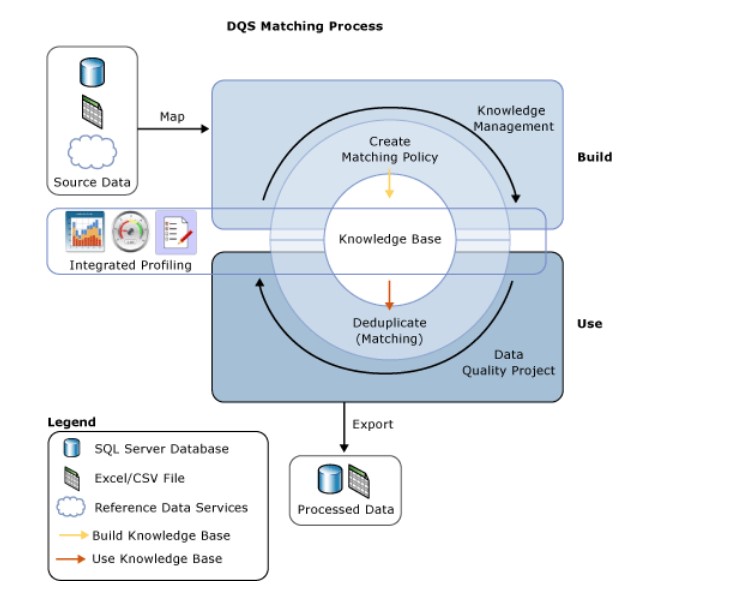 DQS Matching Process
Source Data
Map
Knowledge
Management
Create
Matching Policy
Build
Knowledge Base
Integrated Profiling
Deduplicate
(Matching)
Use
Data
Quality Project
Export
Processed Data
Legend
SQL Server Database
Excel/CSV File
Reference Data Services
Build Knowledge Base
Use Knowledge Base